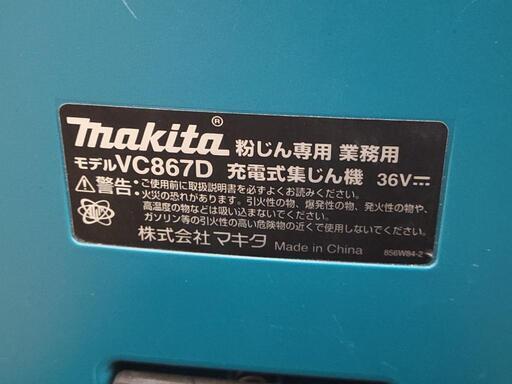 makita® 粉じん専用 業務用
モデルVC867D 充電式集じん機 36V⎓
⚠警告:・ご使用前に取扱説明書を必ずよくお読みください。
・火災の恐れがあります。引火性の物、爆発性の物、発火性の物や、
高温度の物などは吸い込まないでください。
ガソリン等の引火性の高い危険物の近くで使用しないでください。
株式会社マキタ Made in China 856W84-2